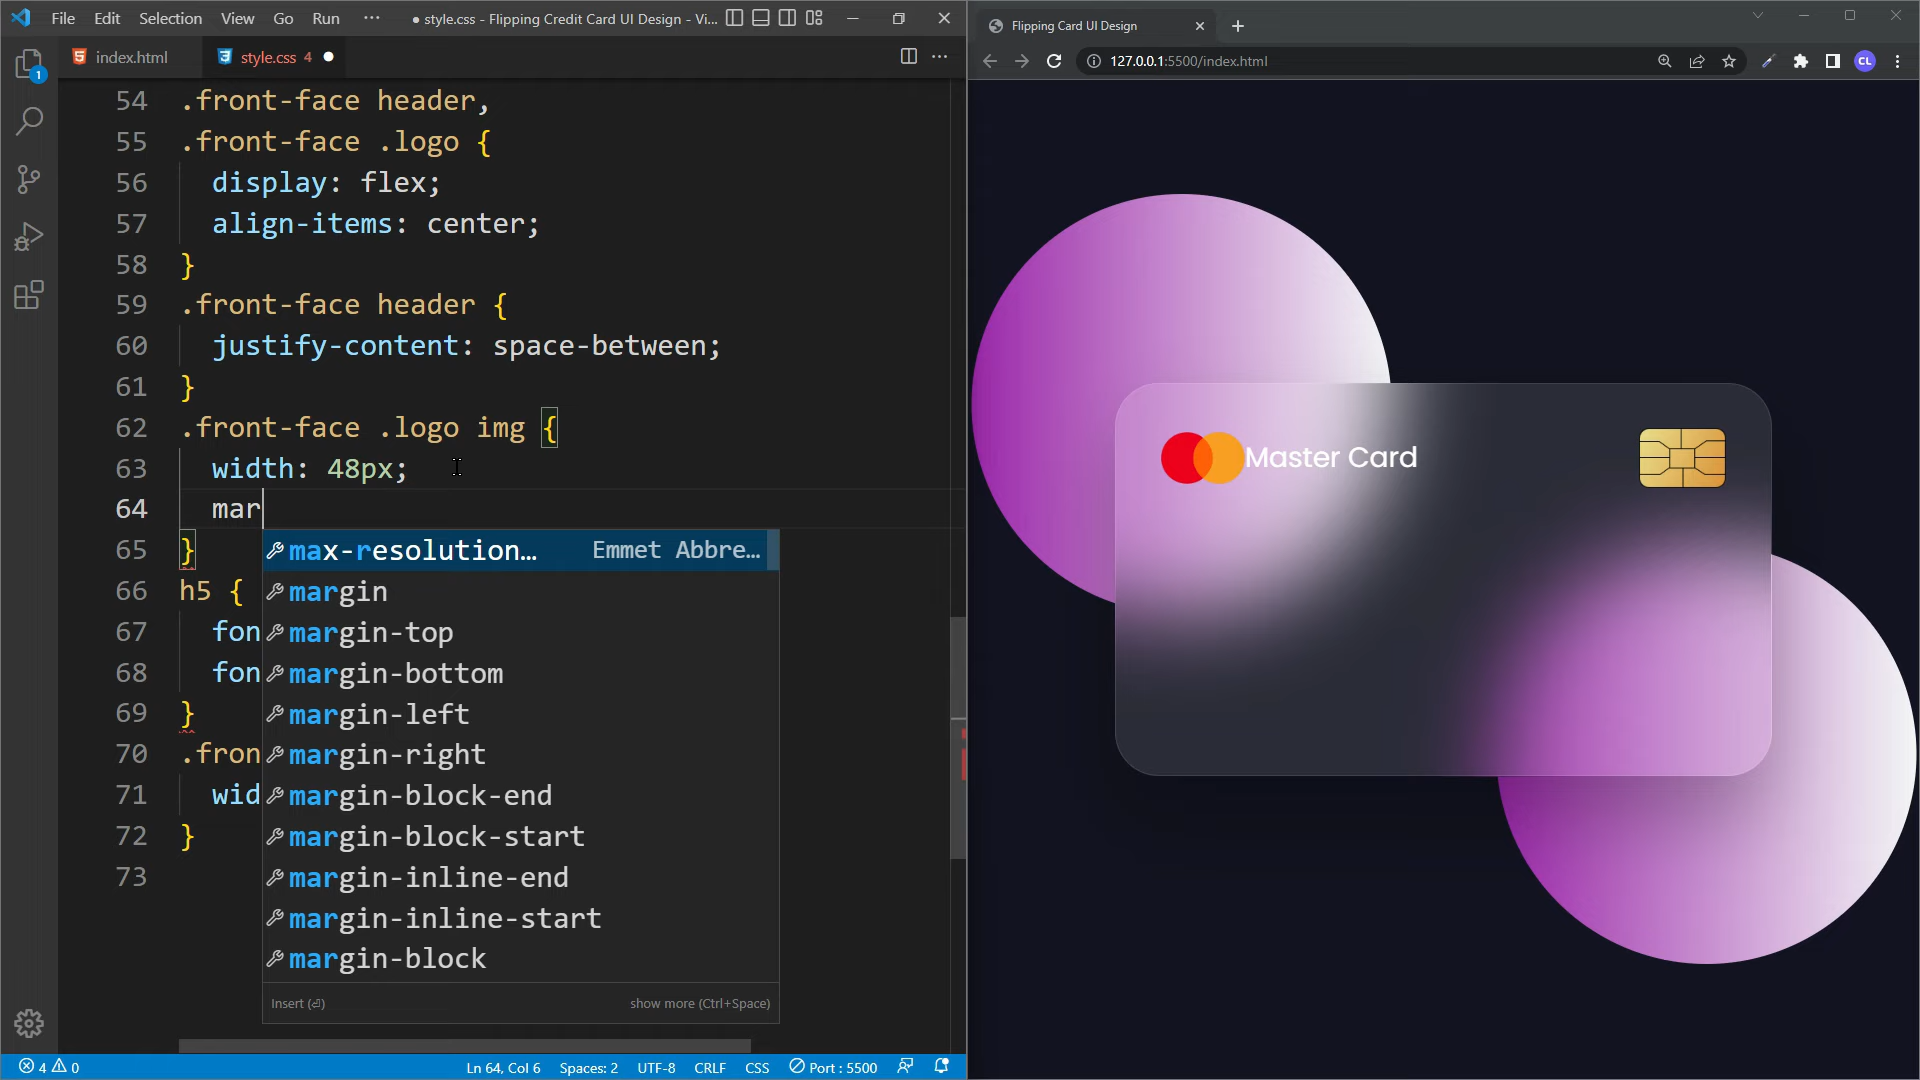 File Edit Selection View Go Run ··· ● style.css - Flipping Credit Card UI Design - Vi...
index.html style.css 4 ●
1
54 .front-face header,
55 .front-face .logo {
56 display: flex;
57 align-items: center;
58 }
59 .front-face header {
60 justify-content: space-between;
61 }
62 .front-face .logo img {
63 width: 48px;
64 mar
65 }
66 h5 {
67 fon
68 fon
69 }
70 .fron
71 wid
72 }
73
max-resolution… Emmet Abbre…
margin
margin-top
margin-bottom
margin-left
margin-right
margin-block-end
margin-block-start
margin-inline-end
margin-inline-start
margin-block
Insert (⏎) show more (Ctrl+Space)
4 0 Ln 64, Col 6 Spaces: 2 UTF-8 CRLF CSS Port : 5500
Flipping Card UI Design
127.0.0.1:5500/index.html
CL
Master Card